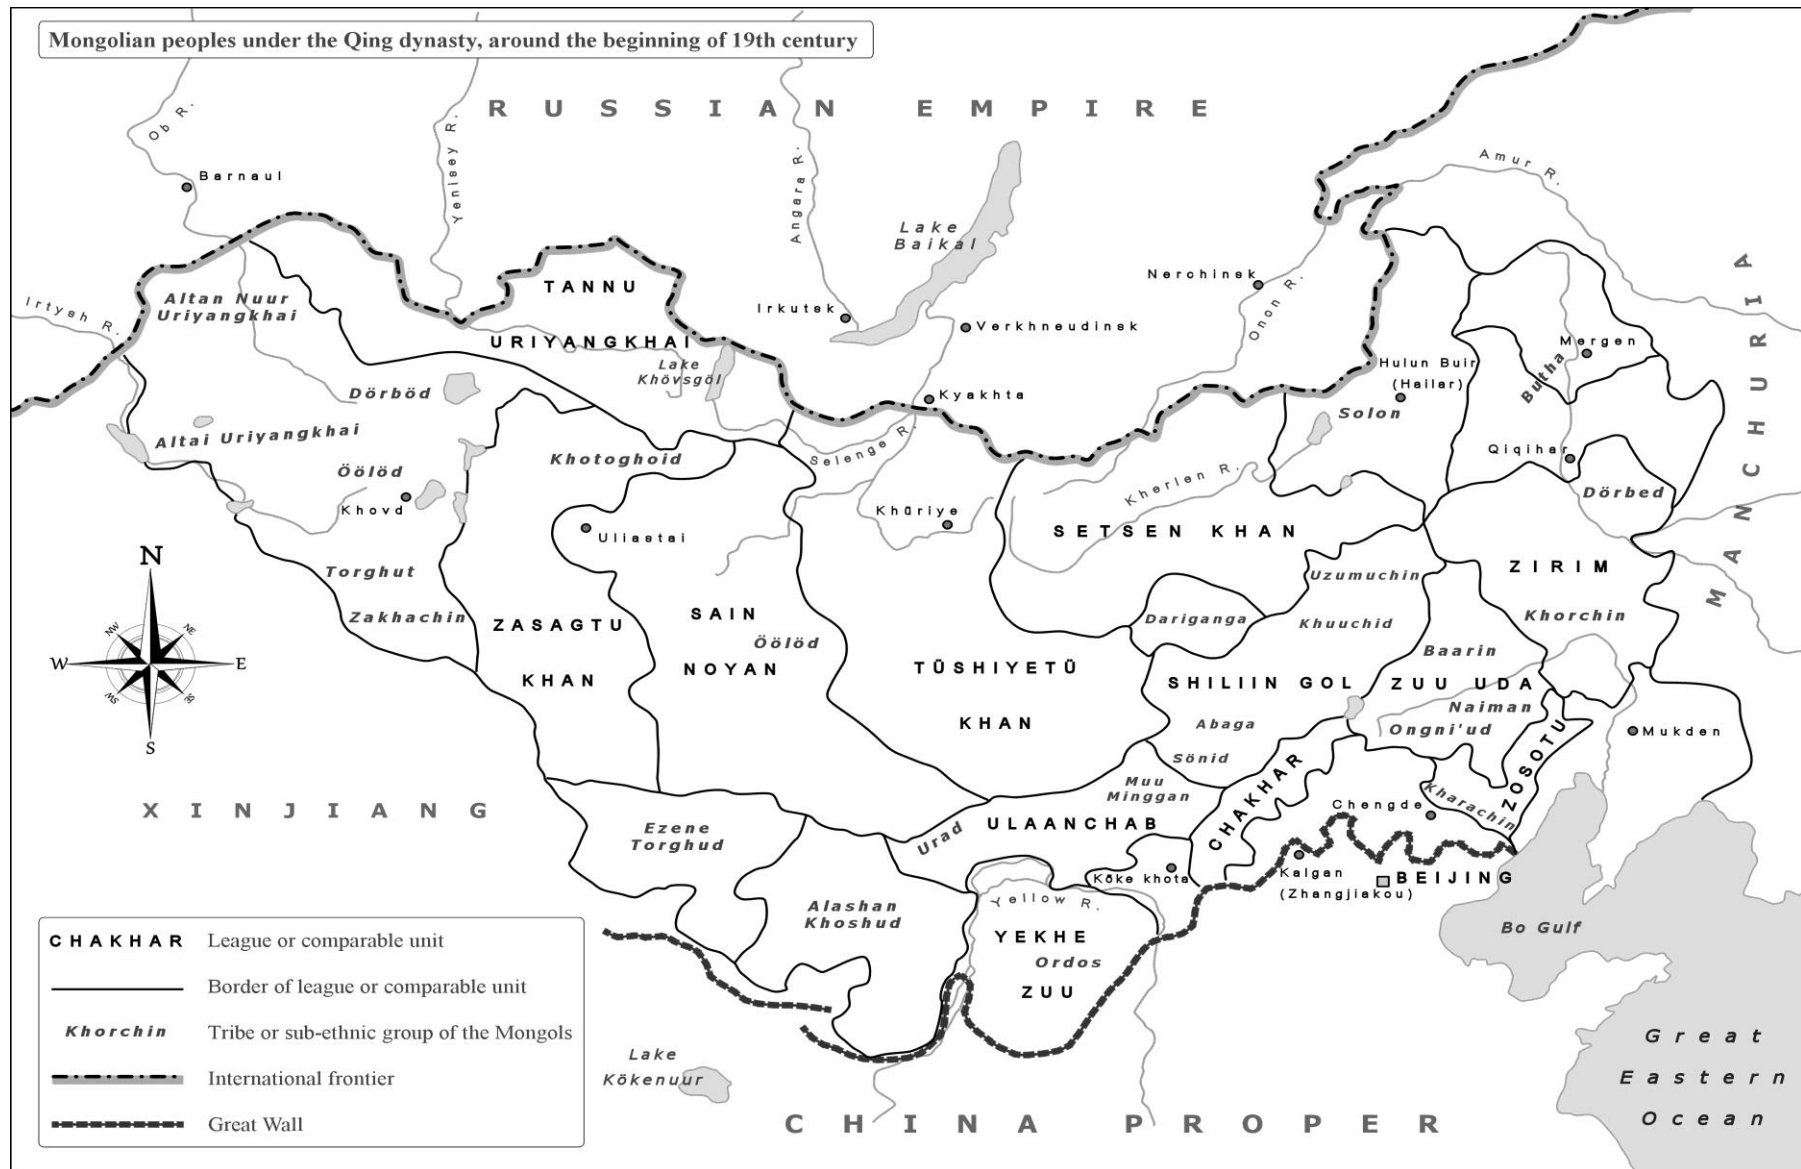 Mongolian peoples under the Qing dynasty, around the beginning of 19th century
RUSSIAN EMPIRE
Ob R.
Yenisey R.
Angara R.
Amur R.
Barnaul
Lake
Baikal
Nerchinsk
Onon R.
MANCHURIA
TANNU
URIYANGKHAI
Altan Nuur
Uriyangkhai
Irtysh R.
Irkutsk
Verkhneudinsk
Lake
Khövsgöl
Kyakhta
Mergen
Butha
Hulun Buir
(Hailar)
Solon
Dörböd
Altai Uriyangkhai
Öölöd
Khovd
Khotoghoid
Selenge R.
Kherlen R.
Qiqihar
Dörbed
Uliastai
Khüriye
SETSEN KHAN
ZIRIM
Khorchin
Torghut
Zakhachin
Uzumuchin
Dariganga
Khuuchid
Baarin
ZASAGTU
KHAN
SAIN
NOYAN
Öölöd
TÜSHIYETÜ
KHAN
SHILIIN GOL
ZUU UDA
Naiman
Ongni'ud
Abaga
Sönid
ZOSOTU
Mukden
N
NW
NE
W
E
SW
SE
S
XINJIANG
Muu
Minggan
CHAKHAR
Chengde
Kharachin
Ezene
Torghud
Urad
ULAANCHAB
Köke khota
Kalgan
(Zhangjiakou)
BEIJING
Alashan
Khoshud
Yellow R.
YEKHE
Ordos
ZUU
Bo Gulf
Lake
Kökenuur
CHINA PROPER
Great
Eastern
Ocean
CHAKHAR League or comparable unit
Border of league or comparable unit
Khorchin Tribe or sub-ethnic group of the Mongols
International frontier
Great Wall